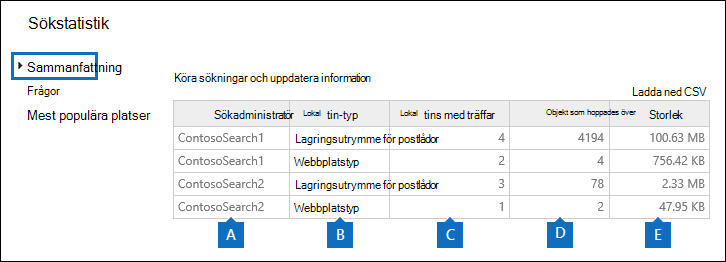 Sökstatistik
Sammanfattning
Frågor
Mest populära platser
Köra sökningar och uppdatera information
Ladda ned CSV
Sökadministratör Lokal tin-typ Lokal tins med träffar Objekt som hoppades över Storlek
ContosoSearch1 Lagringsutrymme för postlådor 4 4194 100.63 MB
ContosoSearch1 Webbplatstyp 2 4 756.42 KB
ContosoSearch2 Lagringsutrymme för postlådor 3 78 2.33 MB
ContosoSearch2 Webbplatstyp 1 2 47.95 KB
A B C D E